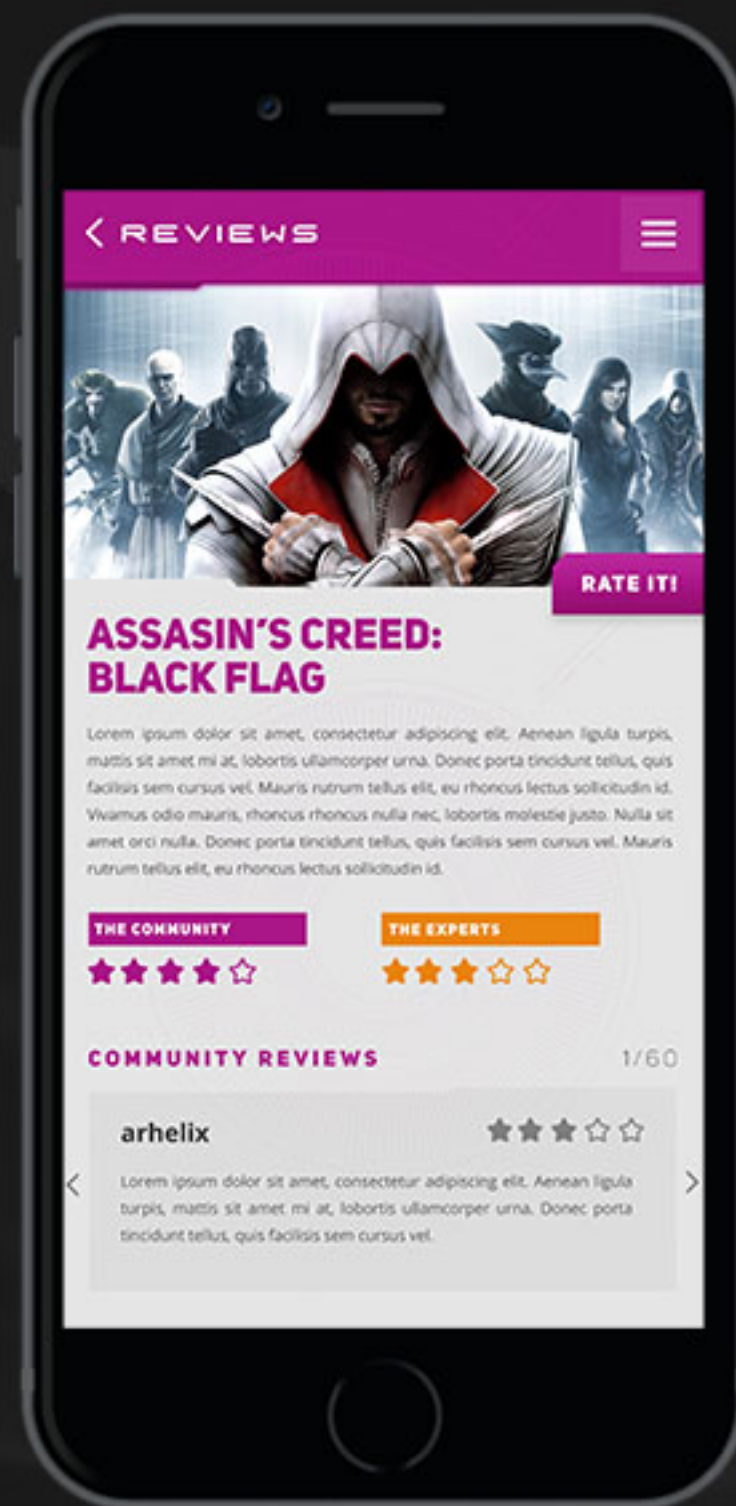 REVIEWS
RATE IT!
ASSASIN'S CREED:
BLACK FLAG
Lorem ipsum dolor sit amet, consectetur adipiscing elit. Aenean ligula turpis,
mattis sit amet mi at, lobortis ullamcorper urna. Donec porta tincidunt tellus, quis
facilisis sem cursus vel. Mauris rutrum tellus elit, eu rhoncus lectus sollicitudin id.
Vivamus odio mauris, rhoncus rhoncus nulla nec, lobortis molestie justo. Nulla sit
amet orci nulla. Donec porta tincidunt tellus, quis facilisis sem cursus vel. Mauris
rutrum tellus elit, eu rhoncus lectus sollicitudin id.
THE COMMUNITY
THE EXPERTS
COMMUNITY REVIEWS
1/60
arhelix
Lorem ipsum dolor sit amet, consectetur adipiscing elit. Aenean ligula
turpis, mattis sit amet mi at, lobortis ullamcorper urna. Donec porta
tincidunt tellus, quis facilisis sem cursus vel.